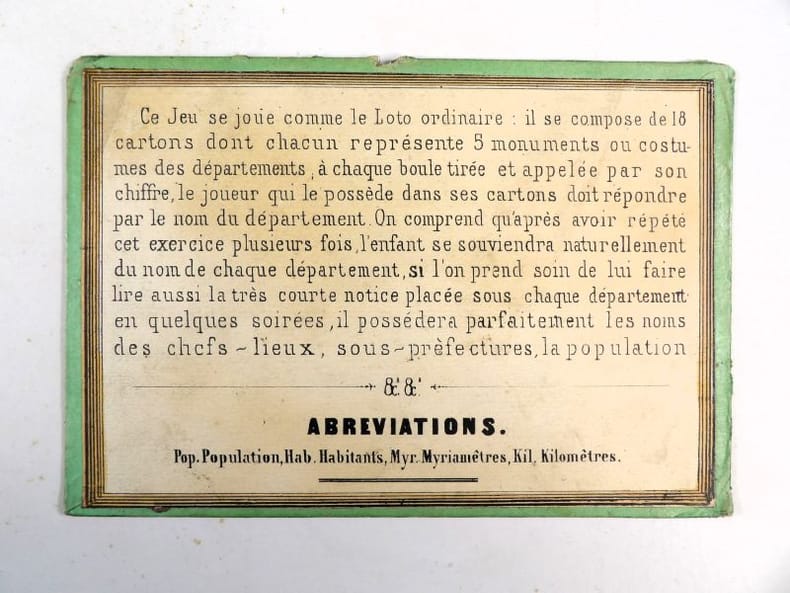 Ce Jeu se joue comme le Loto ordinaire : il se compose de 18
cartons dont chacun représente 5 monuments ou costu-
mes des départements, à chaque boule tirée et appelée par son
chiffre, le joueur qui le possède dans ses cartons doit répondre
par le nom du département. On comprend qu'après avoir répété
cet exercice plusieurs fois, l'enfant se souviendra naturellement
du nom de chaque département, si l'on prend soin de lui faire
lire aussi la très courte notice placée sous chaque département
en quelques soirées, il possédera parfaitement les noms
des chefs-lieux, sous-prèfectures, la population
&. &.
ABREVIATIONS.
Pop. Population, Hab. Habitants, Myr. Myriamêtres, Kil. Kilomêtres.